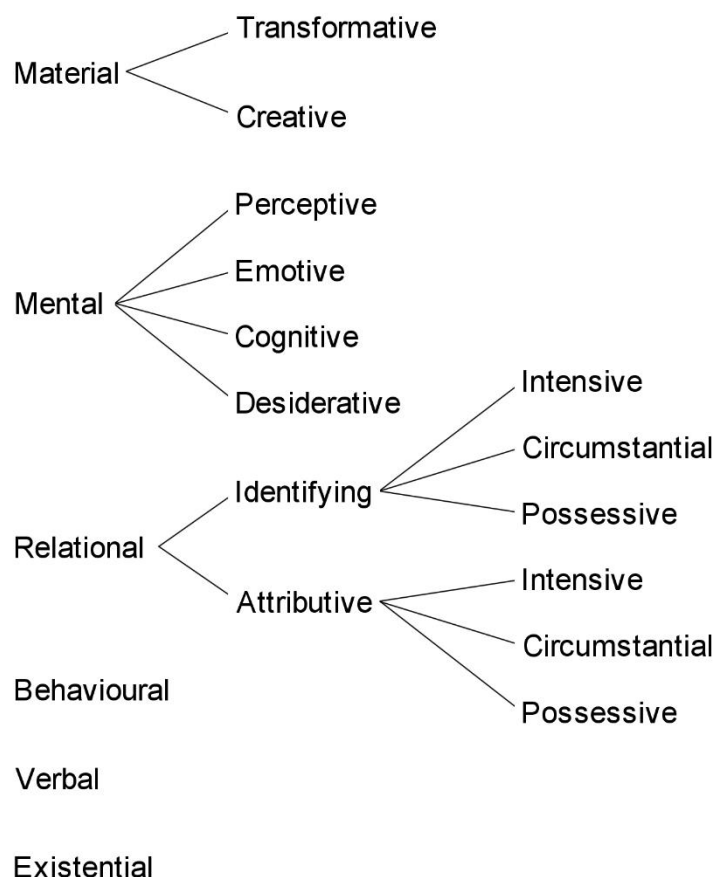 Transformative
Material
Creative
Perceptive
Emotive
Mental
Cognitive
Desiderative
Intensive
Circumstantial
Identifying
Possessive
Relational
Intensive
Attributive
Circumstantial
Possessive
Behavioural
Verbal
Existential